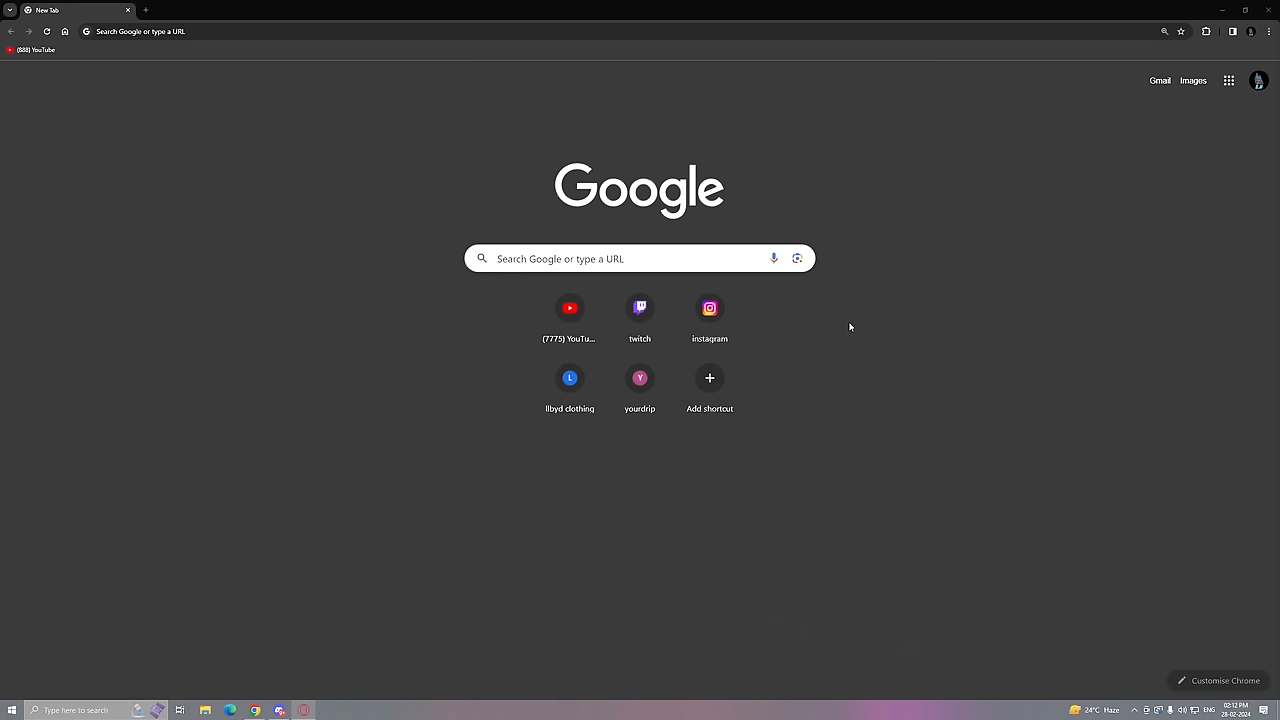 New Tab
Search Google or type a URL
(688) YouTube
Gmail Images
Google
Search Google or type a URL
(7775) YouTu... twitch instagram
L Y
llbyd clothing yourdrip Add shortcut
Customise Chrome
Type here to search
24°C Haze ENG 02:12 PM
28-02-2024